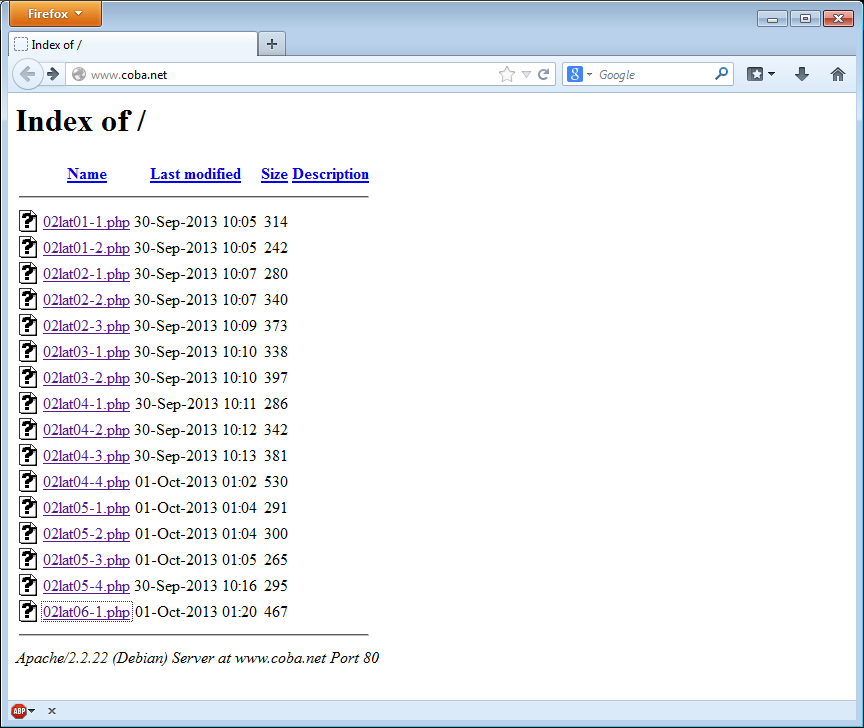 Firefox
Index of /
www.coba.net
8 Google
Index of /
Name Last modified Size Description
02lat01-1.php 30-Sep-2013 10:05 314
02lat01-2.php 30-Sep-2013 10:05 242
02lat02-1.php 30-Sep-2013 10:07 280
02lat02-2.php 30-Sep-2013 10:07 340
02lat02-3.php 30-Sep-2013 10:09 373
02lat03-1.php 30-Sep-2013 10:10 338
02lat03-2.php 30-Sep-2013 10:10 397
02lat04-1.php 30-Sep-2013 10:11 286
02lat04-2.php 30-Sep-2013 10:12 342
02lat04-3.php 30-Sep-2013 10:13 381
02lat04-4.php 01-Oct-2013 01:02 530
02lat05-1.php 01-Oct-2013 01:04 291
02lat05-2.php 01-Oct-2013 01:04 300
02lat05-3.php 01-Oct-2013 01:05 265
02lat05-4.php 30-Sep-2013 10:16 295
02lat06-1.php 01-Oct-2013 01:20 467
Apache/2.2.22 (Debian) Server at www.coba.net Port 80
ABP